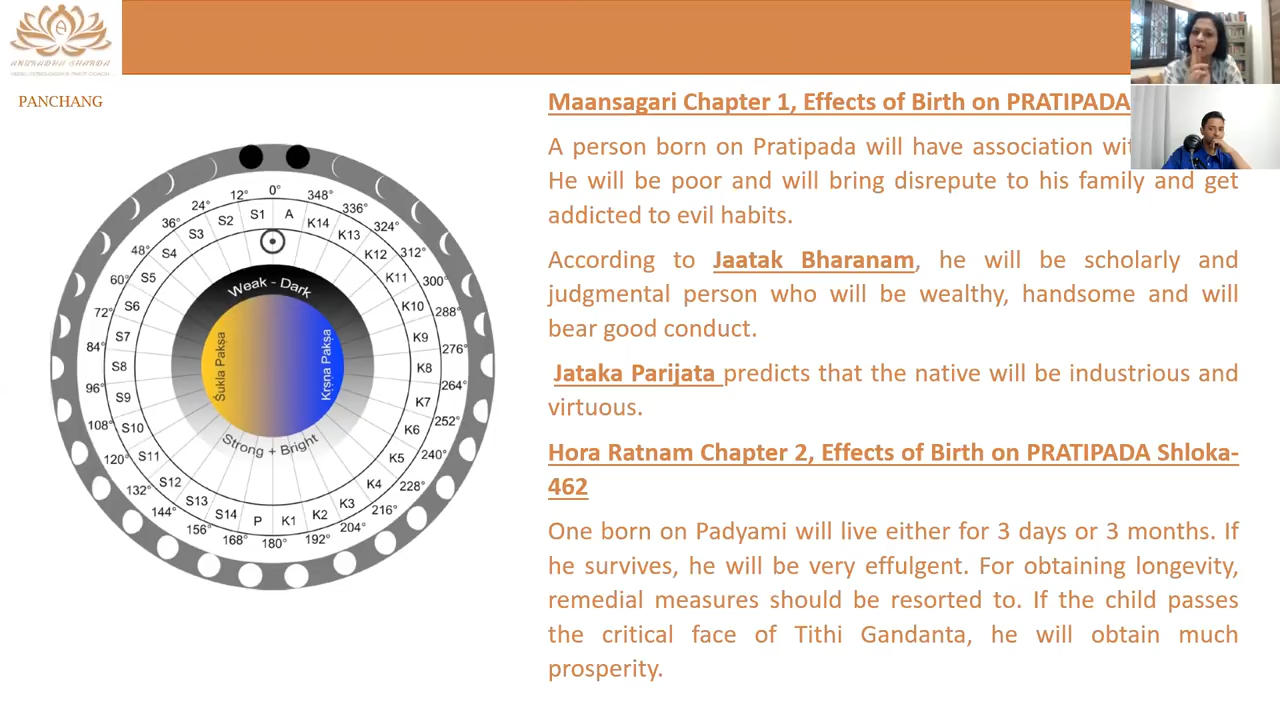 ANURADHA SHARDA
PANCHANG
Maansagari Chapter 1, Effects of Birth on PRATIPADA
A person born on Pratipada will have association
He will be poor and will bring disrepute to his family and get
addicted to evil habits.
According to Jaatak Bharanam, he will be scholarly and
judgmental person who will be wealthy, handsome and will
bear good conduct.
Jataka Parijata predicts that the native will be industrious and
virtuous.
Hora Ratnam Chapter 2, Effects of Birth on PRATIPADA Shloka-
462
One born on Padyami will live either for 3 days or 3 months. If
he survives, he will be very effulgent. For obtaining longevity,
remedial measures should be resorted to. If the child passes
the critical face of Tithi Gandanta, he will obtain much
prosperity.
0°
12°
24°
36°
48°
60°
72°
84°
96°
108°
120°
132°
144°
156°
168°
180°
192°
204°
216°
228°
240°
252°
264°
276°
288°
300°
312°
324°
336°
348°
S1
S2
S3
S4
S5
S6
S7
S8
S9
S10
S11
S12
S13
S14
P
K1
K2
K3
K4
K5
K6
K7
K8
K9
K10
K11
K12
K13
K14
A
Weak - Dark
Śukla Pakṣa
Kṛṣṇa Pakṣa
Strong + Bright